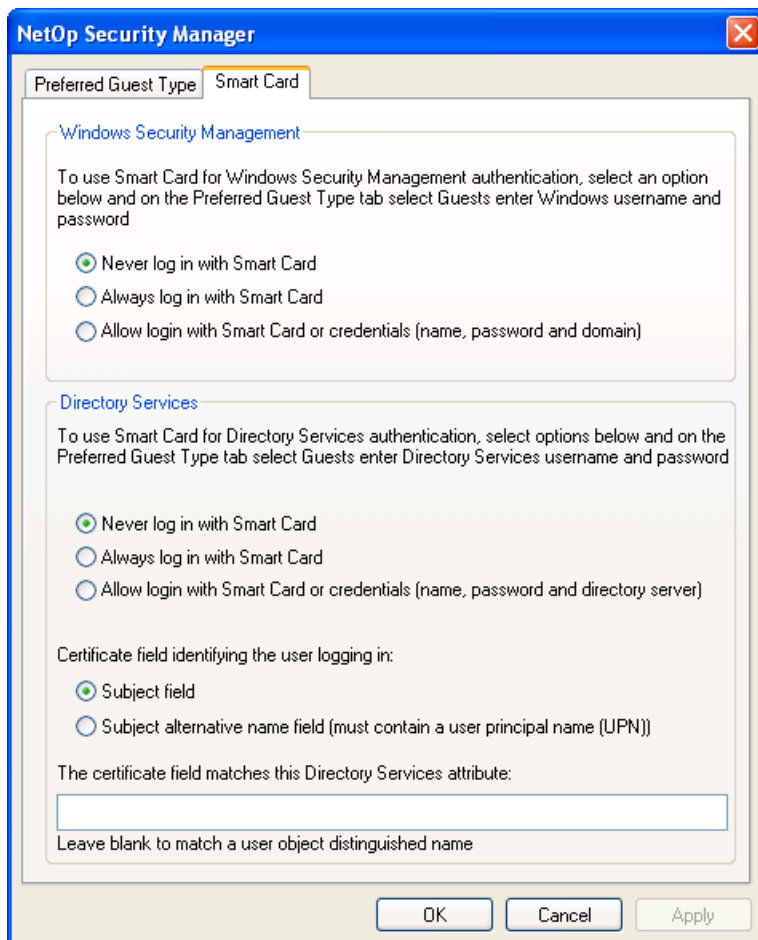 NetOp Security Manager
Preferred Guest Type
Smart Card
Windows Security Management
To use Smart Card for Windows Security Management authentication, select an option
below and on the Preferred Guest Type tab select Guests enter Windows username and
password
Never log in with Smart Card
Always log in with Smart Card
Allow login with Smart Card or credentials (name, password and domain)
Directory Services
To use Smart Card for Directory Services authentication, select options below and on the
Preferred Guest Type tab select Guests enter Directory Services username and password
Never log in with Smart Card
Always log in with Smart Card
Allow login with Smart Card or credentials (name, password and directory server)
Certificate field identifying the user logging in:
Subject field
Subject alternative name field (must contain a user principal name (UPN))
The certificate field matches this Directory Services attribute:
Leave blank to match a user object distinguished name
OK
Cancel
Apply